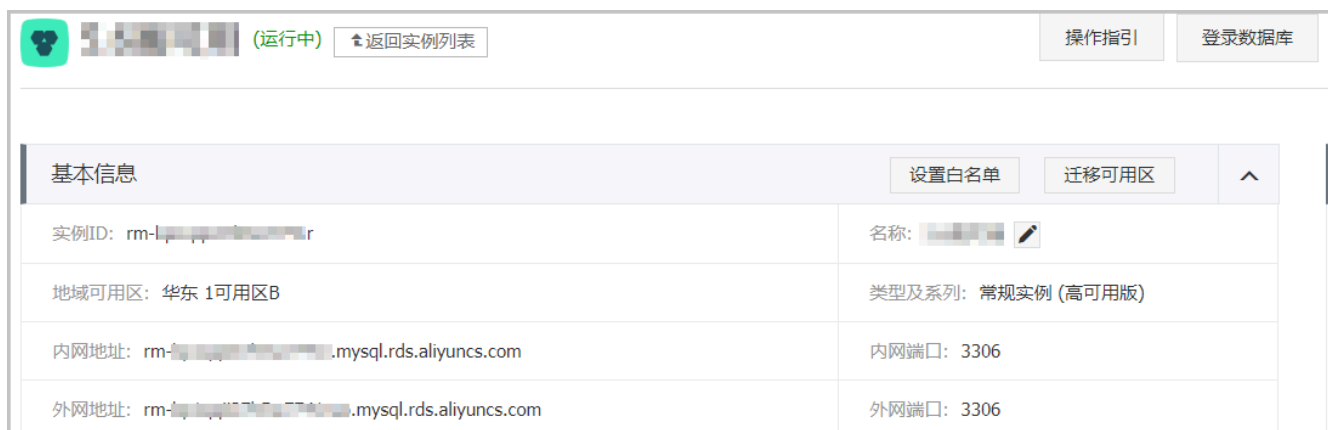 (运行中) 返回实例列表 操作指引 登录数据库
基本信息 设置白名单 迁移可用区
实例ID: rm- r 名称:
地域可用区: 华东 1可用区B 类型及系列: 常规实例 (高可用版)
内网地址: rm- .mysql.rds.aliyuncs.com 内网端口: 3306
外网地址: rm- .mysql.rds.aliyuncs.com 外网端口: 3306